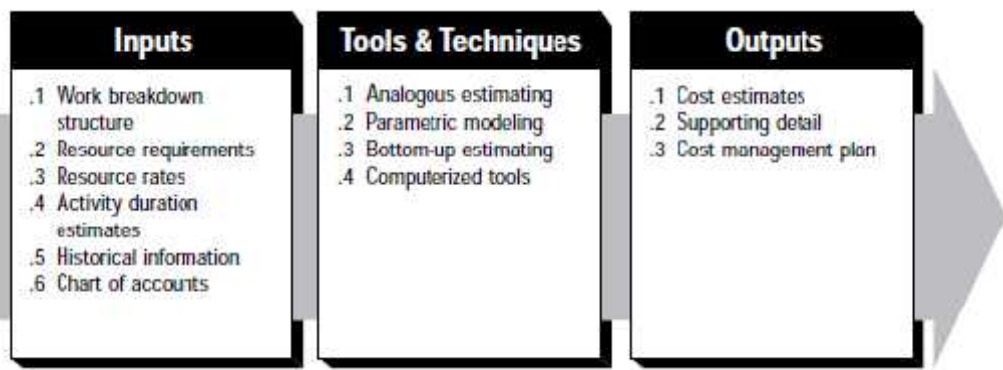 Inputs
.1 Work breakdown
structure
.2 Resource requirements
.3 Resource rates
.4 Activity duration
estimates
.5 Historical information
.6 Chart of accounts
Tools & Techniques
.1 Analogous estimating
.2 Parametric modeling
.3 Bottom-up estimating
.4 Computerized tools
Outputs
.1 Cost estimates
.2 Supporting detail
.3 Cost management plan